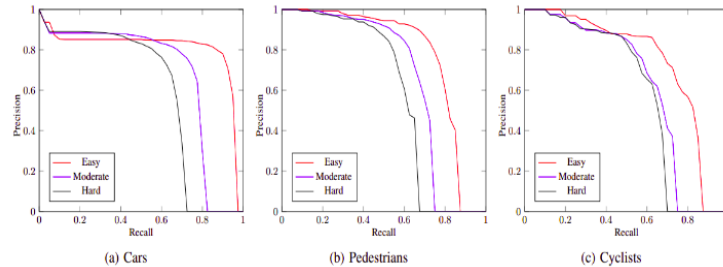 1
0.8
0.6
0.4
0.2
0
Precision
Easy
Moderate
Hard
0 0.2 0.4 0.6 0.8 1
Recall
(a) Cars
1
0.8
0.6
0.4
0.2
0
Precision
Easy
Moderate
Hard
0 0.2 0.4 0.6 0.8 1
Recall
(b) Pedestrians
1
0.8
0.6
0.4
0.2
0
Precision
Easy
Moderate
Hard
0 0.2 0.4 0.6 0.8
Recall
(c) Cyclists